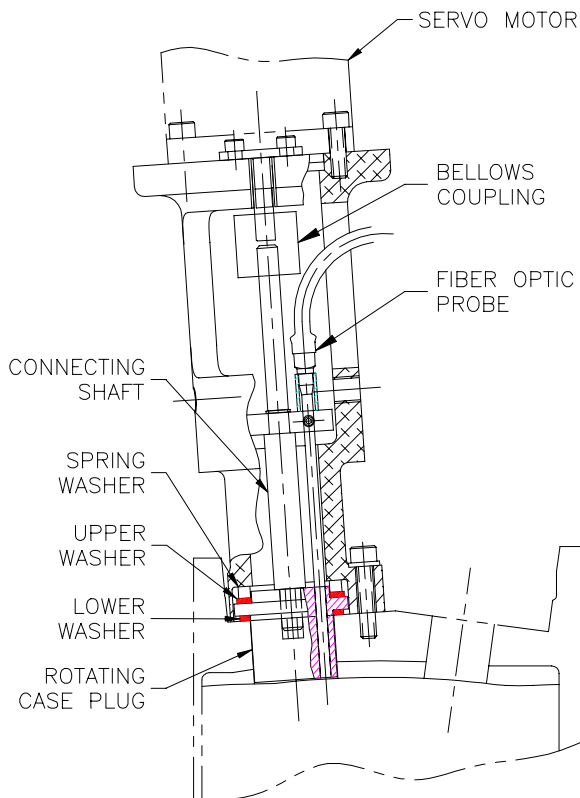 SERVO MOTOR
BELLOWS
COUPLING
FIBER OPTIC
PROBE
CONNECTING
SHAFT
SPRING
WASHER
UPPER
WASHER
LOWER
WASHER
ROTATING
CASE PLUG